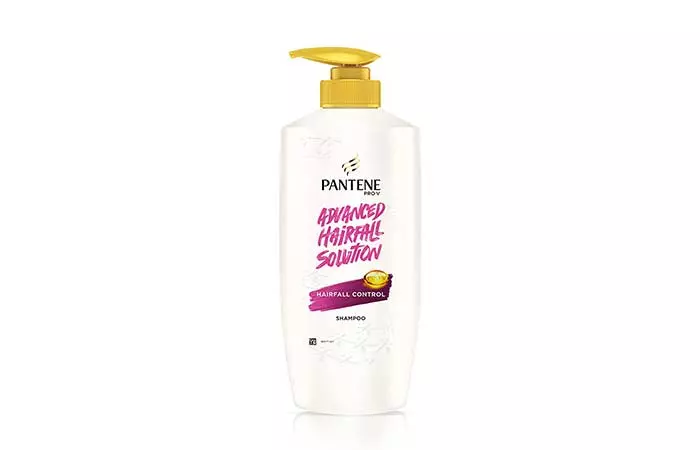 PANTENE
PRO-V
ADVANCED
HAIRFALL
SOLUTION
HAIRFALL CONTROL
SHAMPOO